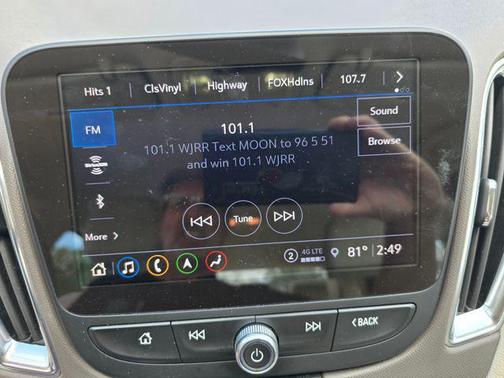 Hits 1 ClsVinyl Highway FOXHdlns 107.7
FM
101.1
Sound
101.1 WJRR Text MOON to 96 5 51
and win 101.1 WJRR
Browse
More
Tune
2 4G LTE 81° 2:49
BACK